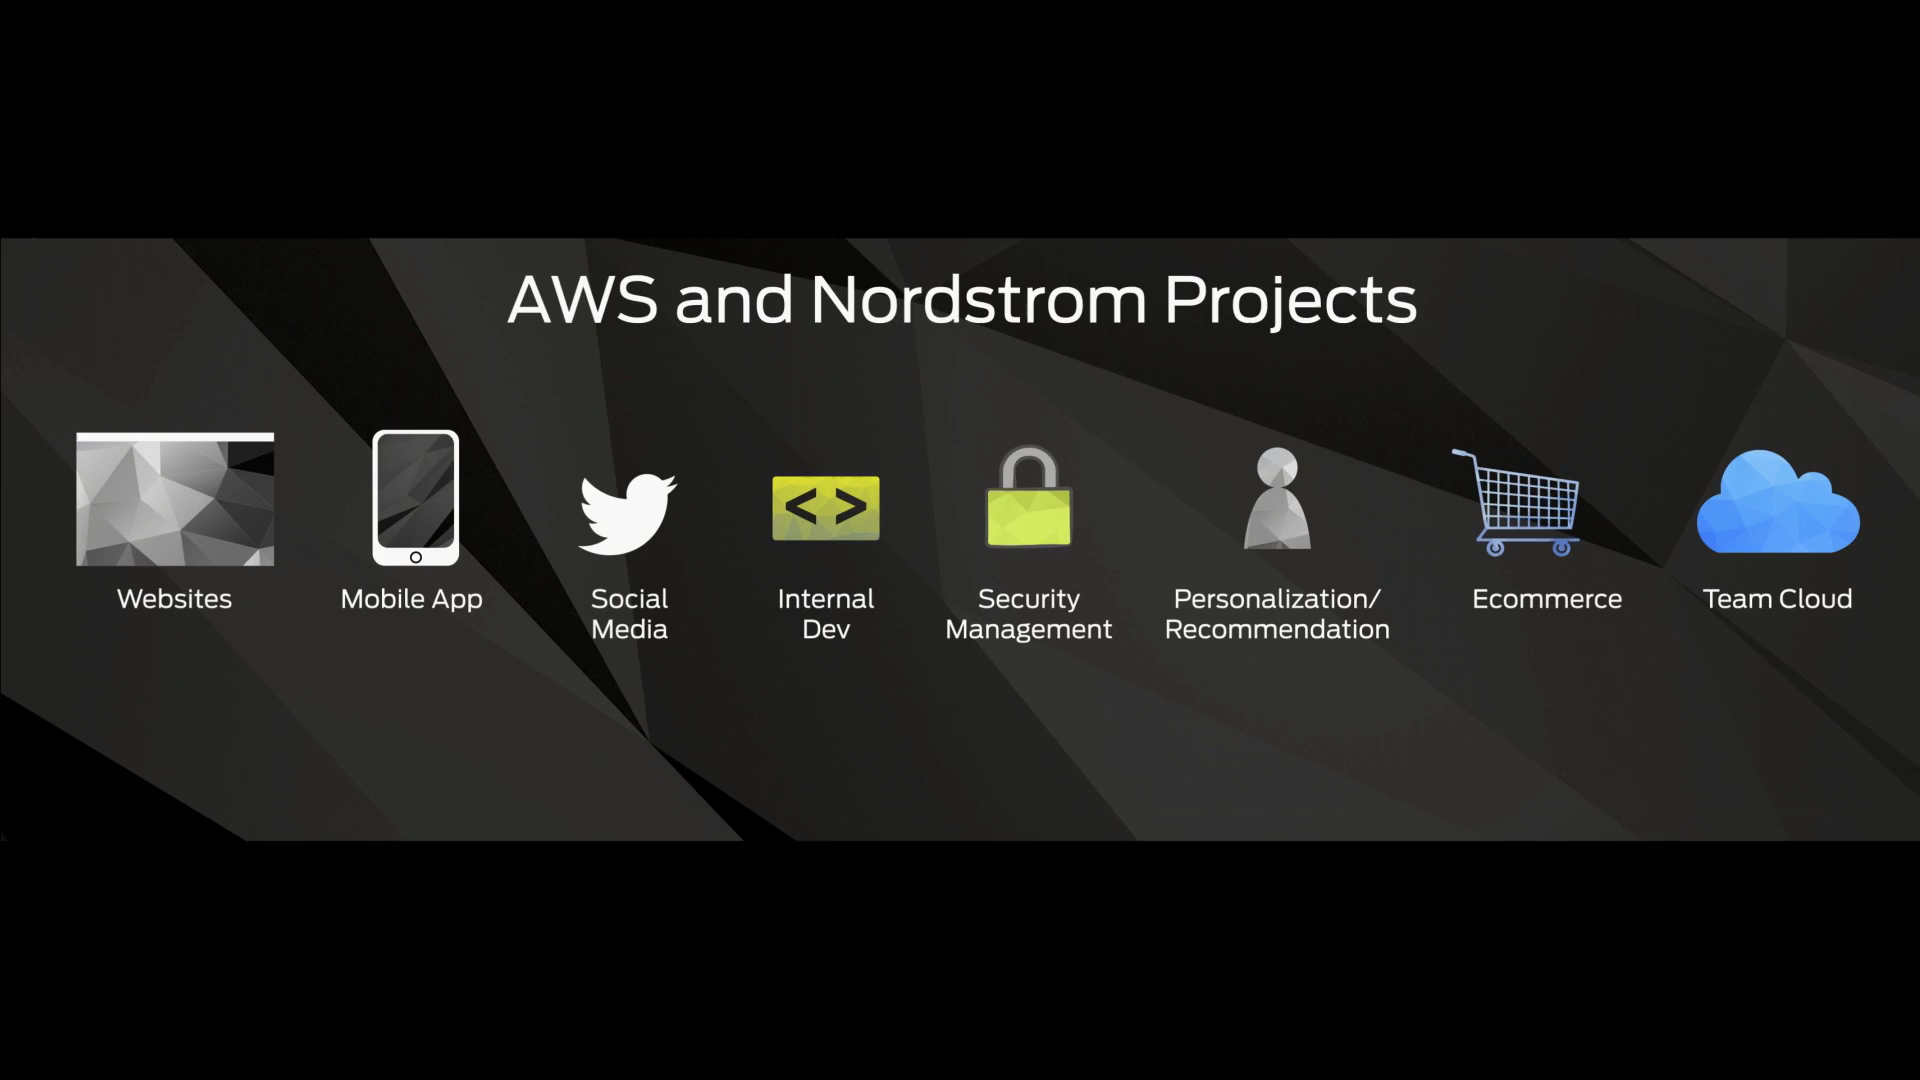 AWS and Nordstrom Projects
Websites
Mobile App
Social
Media
< >
Internal
Dev
Security
Management
Personalization/
Recommendation
Ecommerce
Team Cloud